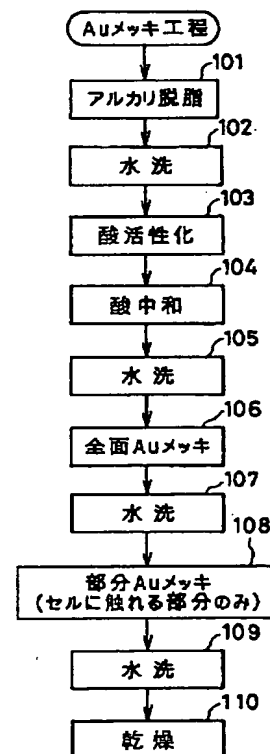 Auメッキ工程
101
アルカリ脱脂
102
水洗
103
酸活性化
104
酸中和
105
水洗
106
全面Auメッキ
107
水洗
108
部分Auメッキ
(セルに触れる部分のみ)
109
水洗
110
乾燥